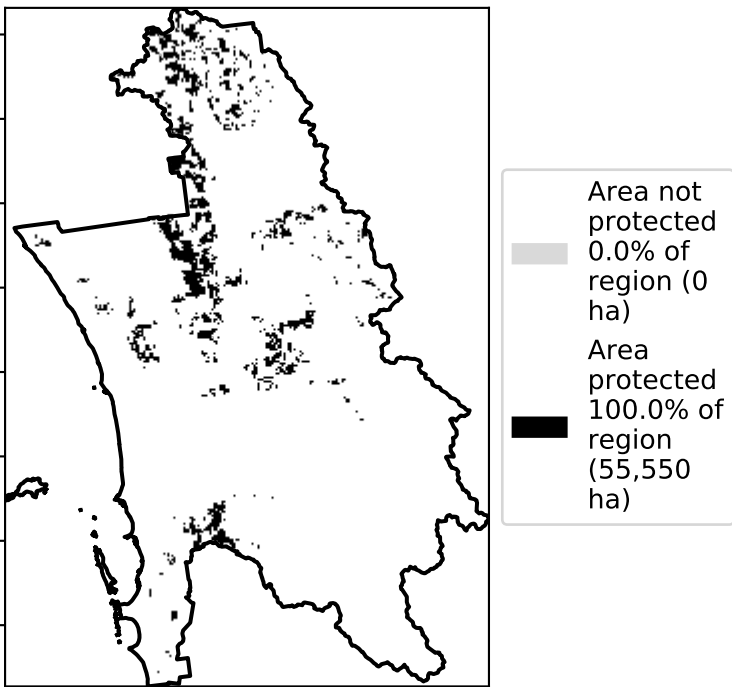 Area not
protected
0.0% of
region (0
ha)
Area
protected
100.0% of
region
(55,550
ha)